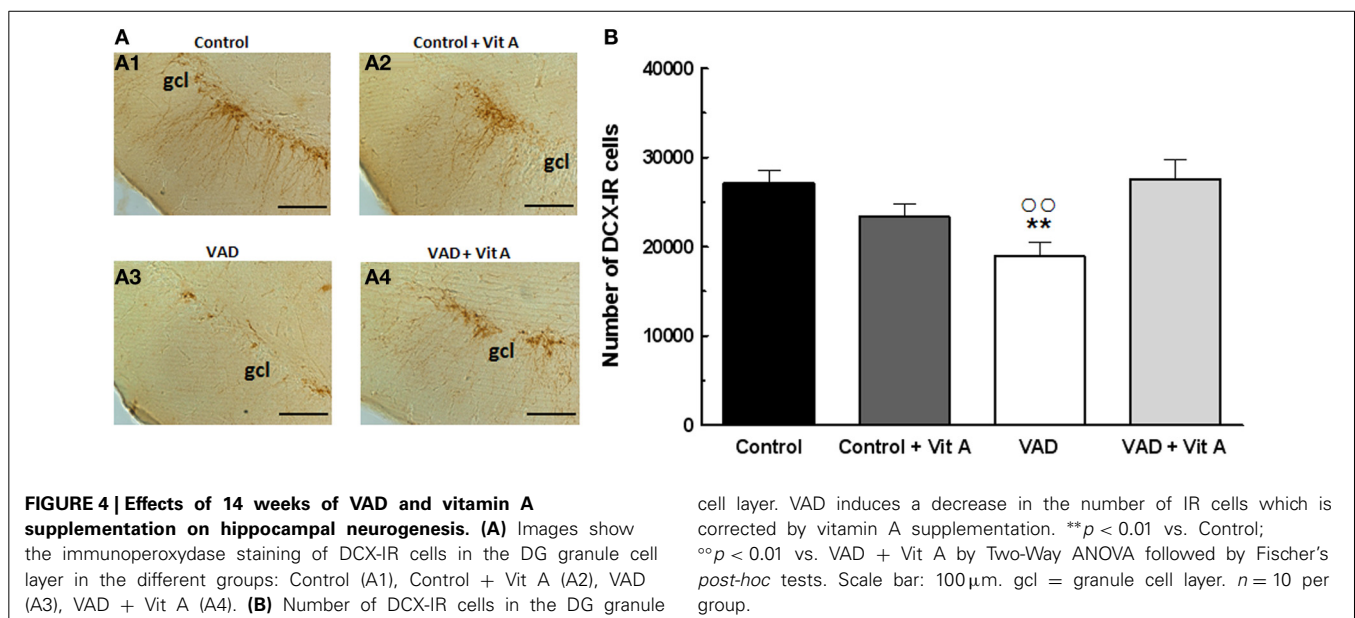 A
Control
A1
gcl
Control + Vit A
A2
gcl
VAD
A3
gcl
VAD + Vit A
A4
gcl
B
Number of DCX-IR cells
40000
30000
20000
10000
0
○○
**
Control
Control + Vit A
VAD
VAD + Vit A
FIGURE 4 | Effects of 14 weeks of VAD and vitamin A
supplementation on hippocampal neurogenesis. (A) Images show
the immunoperoxydase staining of DCX-IR cells in the DG granule cell
layer in the different groups: Control (A1), Control + Vit A (A2), VAD
(A3), VAD + Vit A (A4). (B) Number of DCX-IR cells in the DG granule
cell layer. VAD induces a decrease in the number of IR cells which is
corrected by vitamin A supplementation. **p < 0.01 vs. Control;
°°p < 0.01 vs. VAD + Vit A by Two-Way ANOVA followed by Fischer's
post-hoc tests. Scale bar: 100 μm. gcl = granule cell layer. n = 10 per
group.